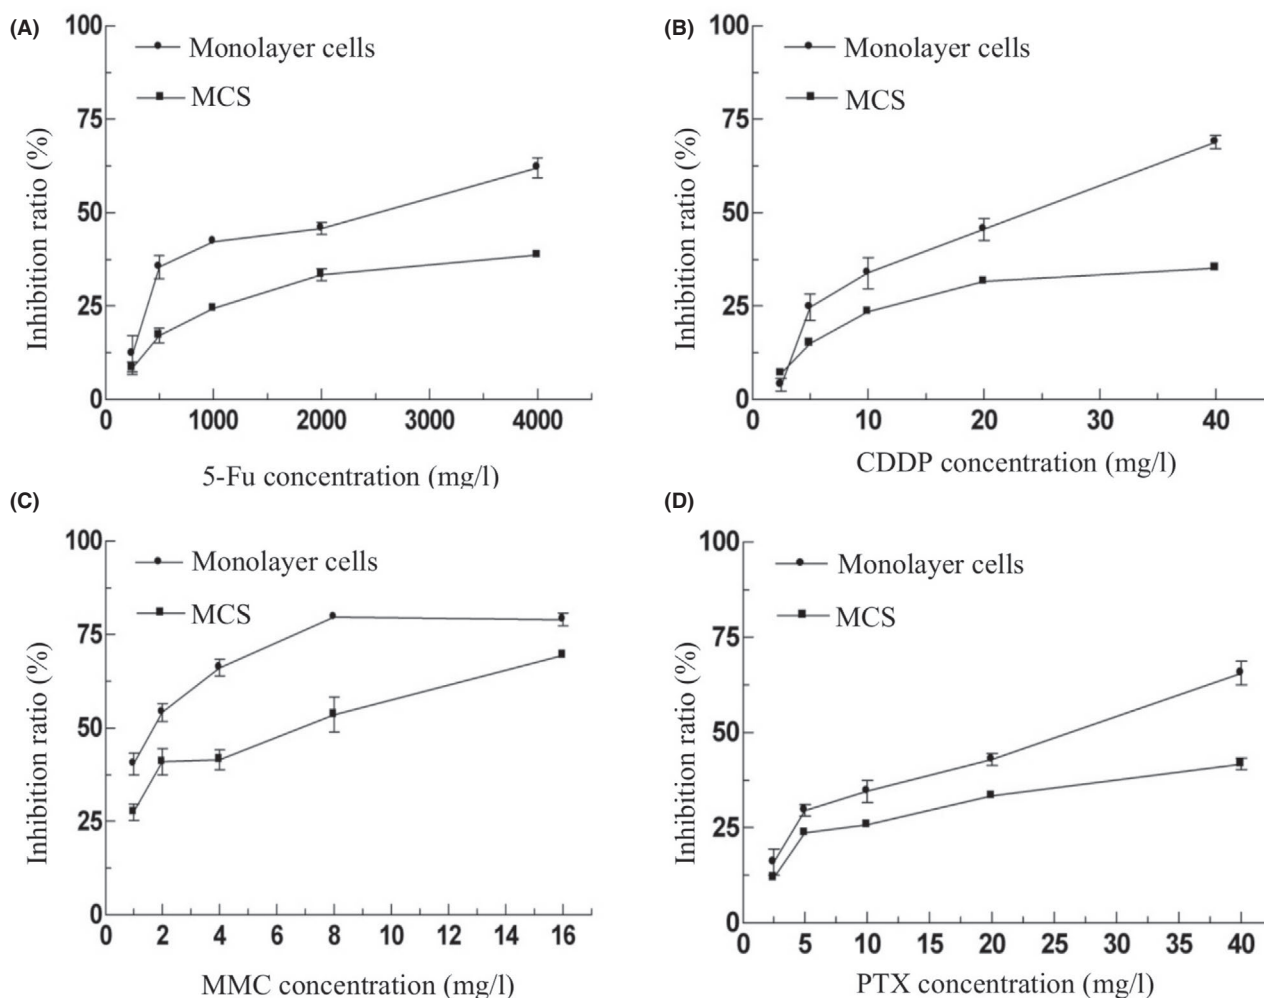 (A)
100
75
50
25
0
Inhibition ratio (%)
Monolayer cells
MCS
0 1000 2000 3000 4000
5-Fu concentration (mg/l)
(B)
100
75
50
25
0
Inhibition ratio (%)
Monolayer cells
MCS
0 10 20 30 40
CDDP concentration (mg/l)
(C)
100
75
50
25
0
Inhibition ratio (%)
Monolayer cells
MCS
0 2 4 6 8 10 12 14 16
MMC concentration (mg/l)
(D)
100
75
50
25
0
Inhibition ratio (%)
Monolayer cells
MCS
0 5 10 15 20 25 30 35 40
PTX concentration (mg/l)